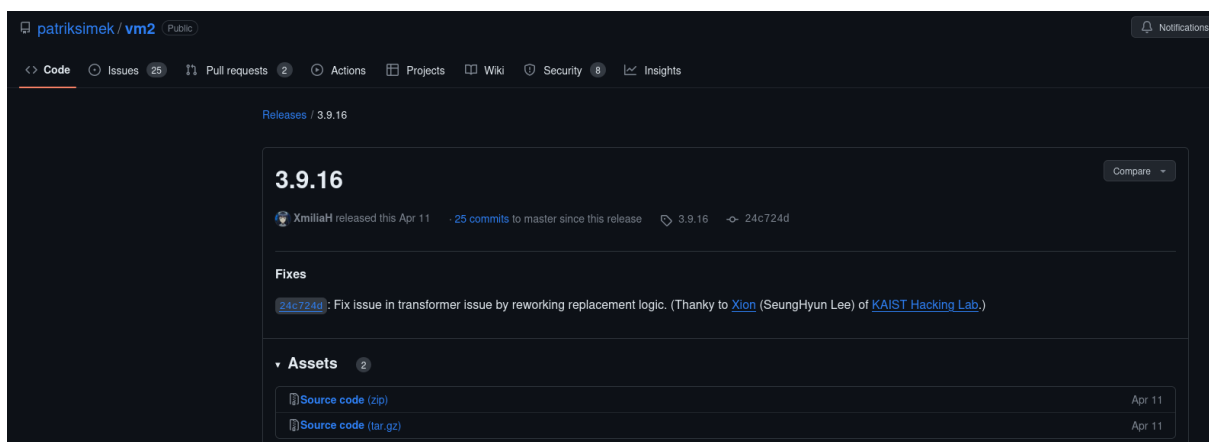 patriksimek / vm2 Public
Notifications
Code Issues 25 Pull requests 2 Actions Projects Wiki Security 8 Insights
Releases / 3.9.16
3.9.16
Compare
XmiliaH released this Apr 11 · 25 commits to master since this release 3.9.16 24c724d
Fixes
24c724d: Fix issue in transformer issue by reworking replacement logic. (Thanky to Xion (SeungHyun Lee) of KAIST Hacking Lab.)
Assets 2
Source code (zip) Apr 11
Source code (tar.gz) Apr 11